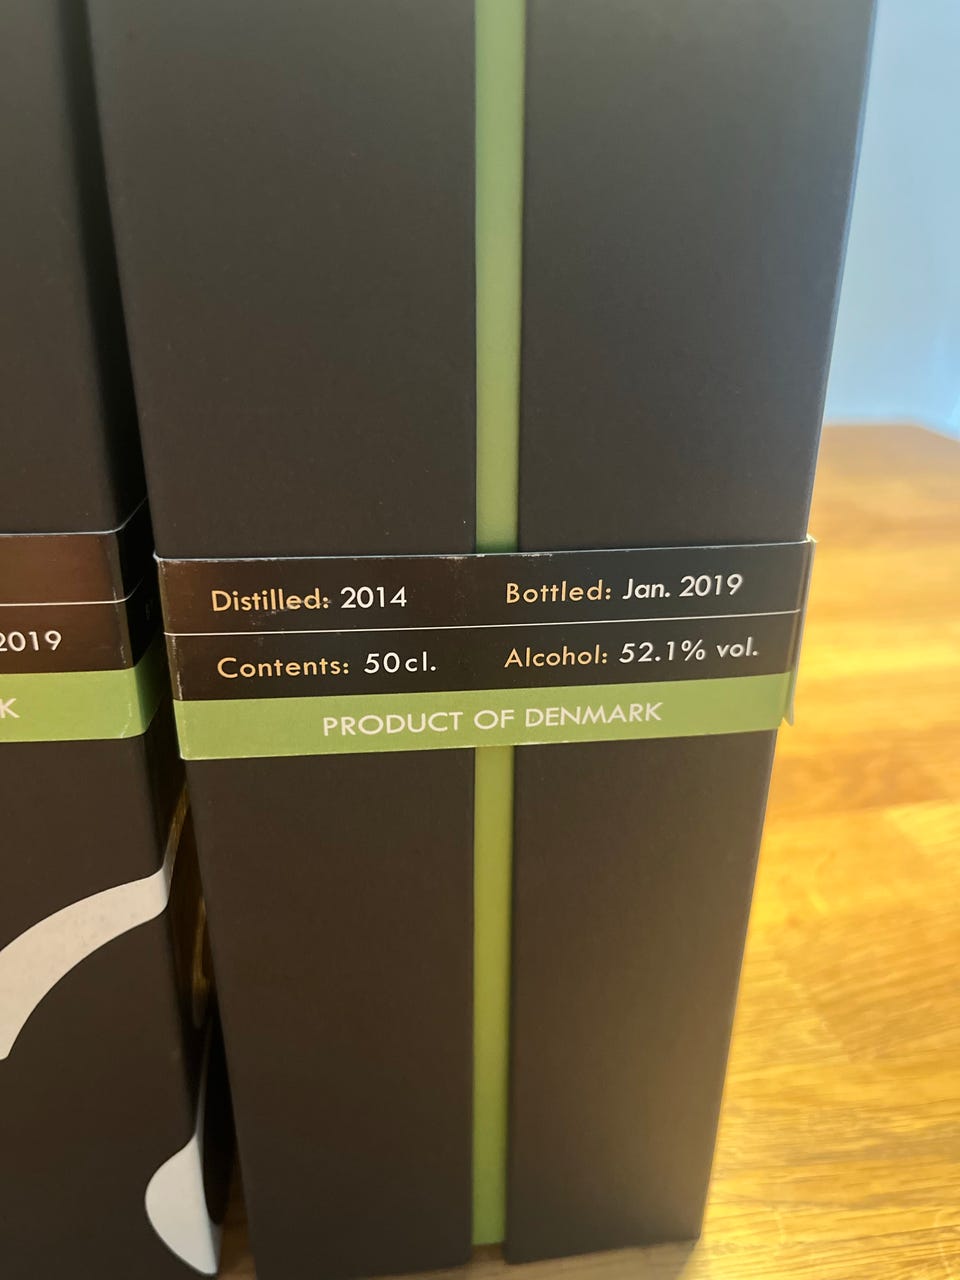 Distilled: 2014 Bottled: Jan. 2019
Contents: 50cl. Alcohol: 52.1% vol.
PRODUCT OF DENMARK
2019
K